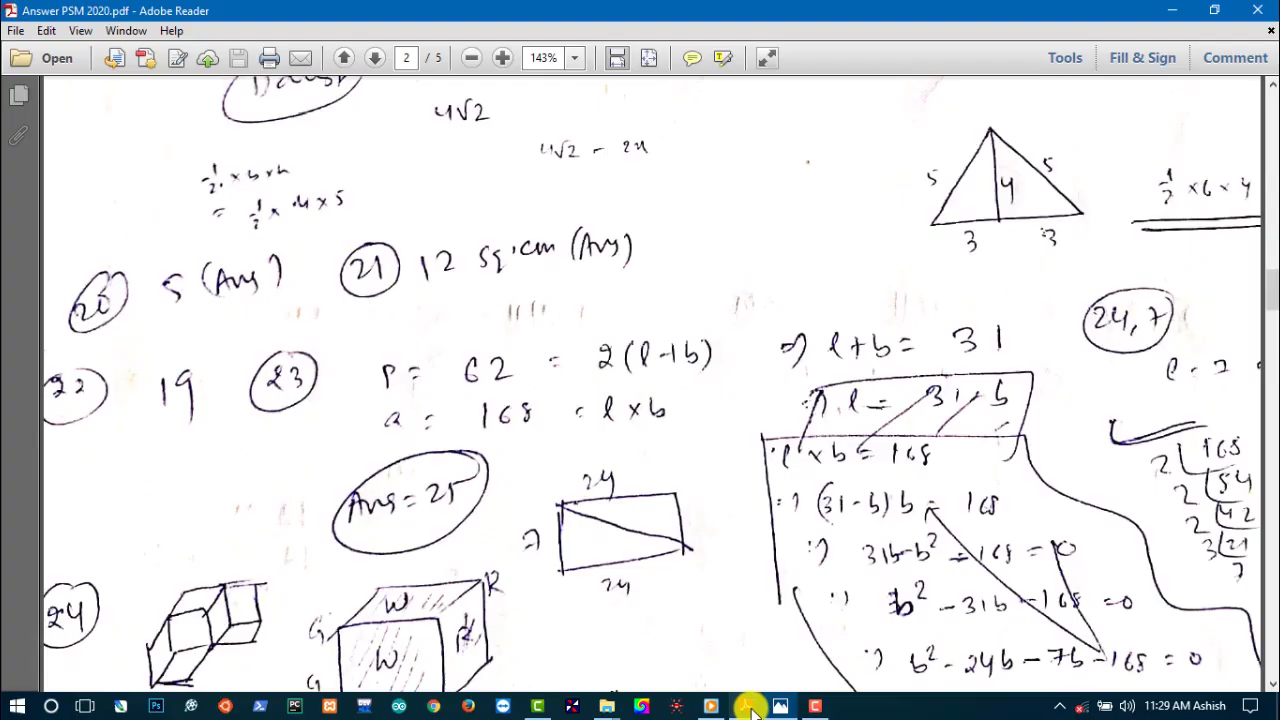 Answer PSM 2020.pdf - Adobe Reader
File Edit View Window Help
Open 2 / 5 143% Tools Fill & Sign Comment
4√2
4√2 - 24
1/2 × b × h
= 1/2 × 4 × 5
5 5 4 3 3
1/2 × 6 × 4
20 5 (Ans) 21 12 sq.cm (Ans)
22 19 23 P = 62 = 2(l+b) ⇒ l+b = 31
24,7
a = 168 = l × b
l = 31 - b
l × b = 168
Ans = 25
24
7
24
(31-b) b = 168
31b-b² = 168 = 0
b² - 31b - 168 = 0
b² - 24b - 7b - 168 = 0
2 168
2 54
2 42
3 21
7
24
G W R
W R
G
11:29 AM Ashish